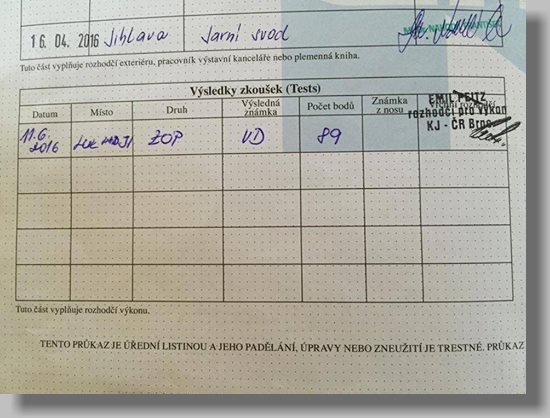 16. 04. 2016 Jihlava Jarní svod
Tuto část vyplňuje rozhodčí exteriéru, pracovník výstavní kanceláře nebo plemenná kniha.
Výsledky zkoušek (Tests)
Datum Místo Druh Výsledná známka Počet bodů Známka z nosu rozhodčí
11.6. 2016 ZOP VD 89
EMIL PEITZ
rozhodčí pro výkon
KJ - ČR Brno
Tuto část vyplňuje rozhodčí výkonu.
TENTO PRŮKAZ JE ÚŘEDNÍ LISTINOU A JEHO PADĚLÁNÍ, ÚPRAVY NEBO ZNEUŽITÍ JE TRESTNÉ. PRŮKAZ